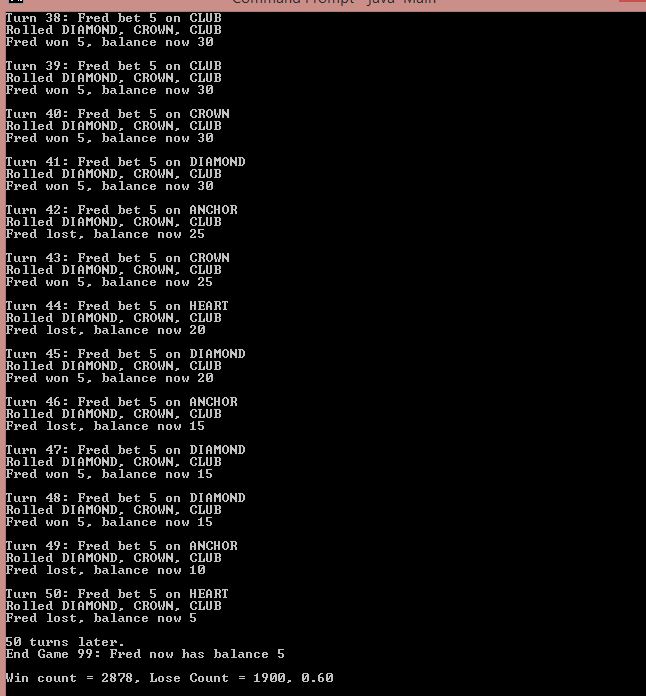 Command Prompt - java Main
Turn 38: Fred bet 5 on CLUB
Rolled DIAMOND, CROWN, CLUB
Fred won 5, balance now 30
Turn 39: Fred bet 5 on CLUB
Rolled DIAMOND, CROWN, CLUB
Fred won 5, balance now 30
Turn 40: Fred bet 5 on CROWN
Rolled DIAMOND, CROWN, CLUB
Fred won 5, balance now 30
Turn 41: Fred bet 5 on DIAMOND
Rolled DIAMOND, CROWN, CLUB
Fred won 5, balance now 30
Turn 42: Fred bet 5 on ANCHOR
Rolled DIAMOND, CROWN, CLUB
Fred lost, balance now 25
Turn 43: Fred bet 5 on CROWN
Rolled DIAMOND, CROWN, CLUB
Fred won 5, balance now 25
Turn 44: Fred bet 5 on HEART
Rolled DIAMOND, CROWN, CLUB
Fred lost, balance now 20
Turn 45: Fred bet 5 on DIAMOND
Rolled DIAMOND, CROWN, CLUB
Fred won 5, balance now 20
Turn 46: Fred bet 5 on ANCHOR
Rolled DIAMOND, CROWN, CLUB
Fred lost, balance now 15
Turn 47: Fred bet 5 on DIAMOND
Rolled DIAMOND, CROWN, CLUB
Fred won 5, balance now 15
Turn 48: Fred bet 5 on DIAMOND
Rolled DIAMOND, CROWN, CLUB
Fred won 5, balance now 15
Turn 49: Fred bet 5 on ANCHOR
Rolled DIAMOND, CROWN, CLUB
Fred lost, balance now 10
Turn 50: Fred bet 5 on HEART
Rolled DIAMOND, CROWN, CLUB
Fred lost, balance now 5
50 turns later.
End Game 99: Fred now has balance 5
Win count = 2878, Lose Count = 1900, 0.60